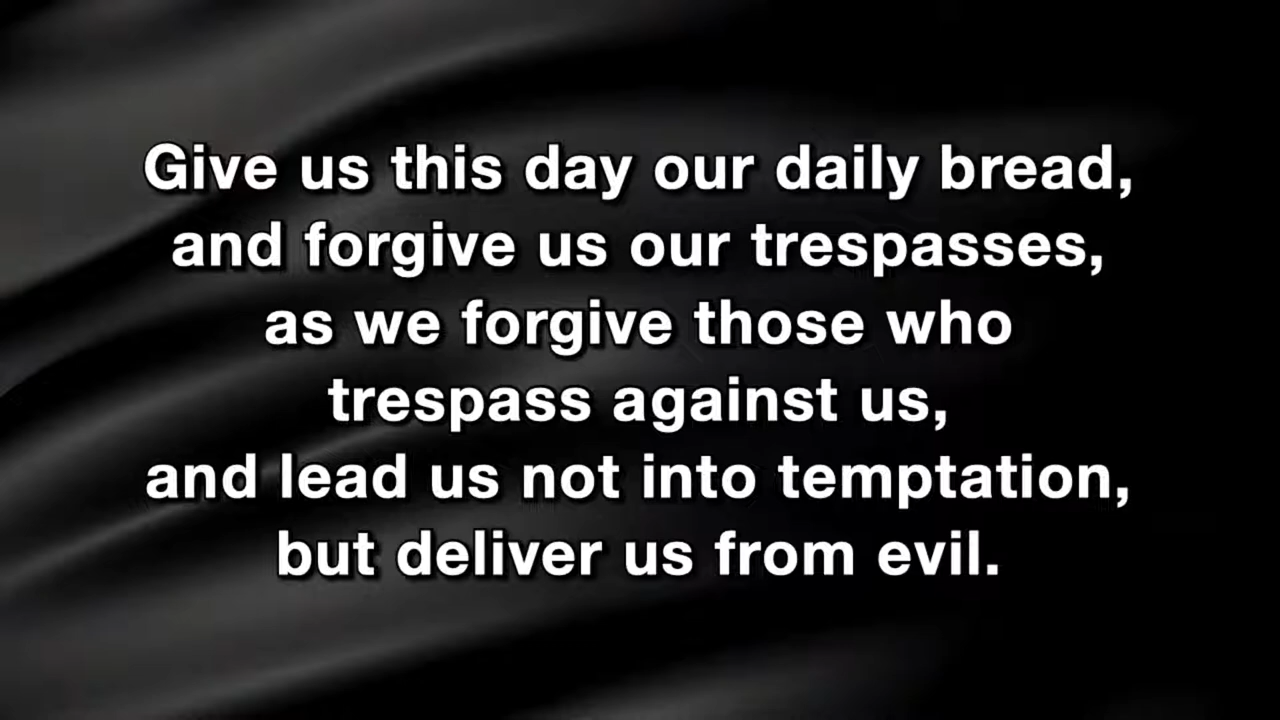 Give us this day our daily bread,
and forgive us our trespasses,
as we forgive those who
trespass against us,
and lead us not into temptation,
but deliver us from evil.